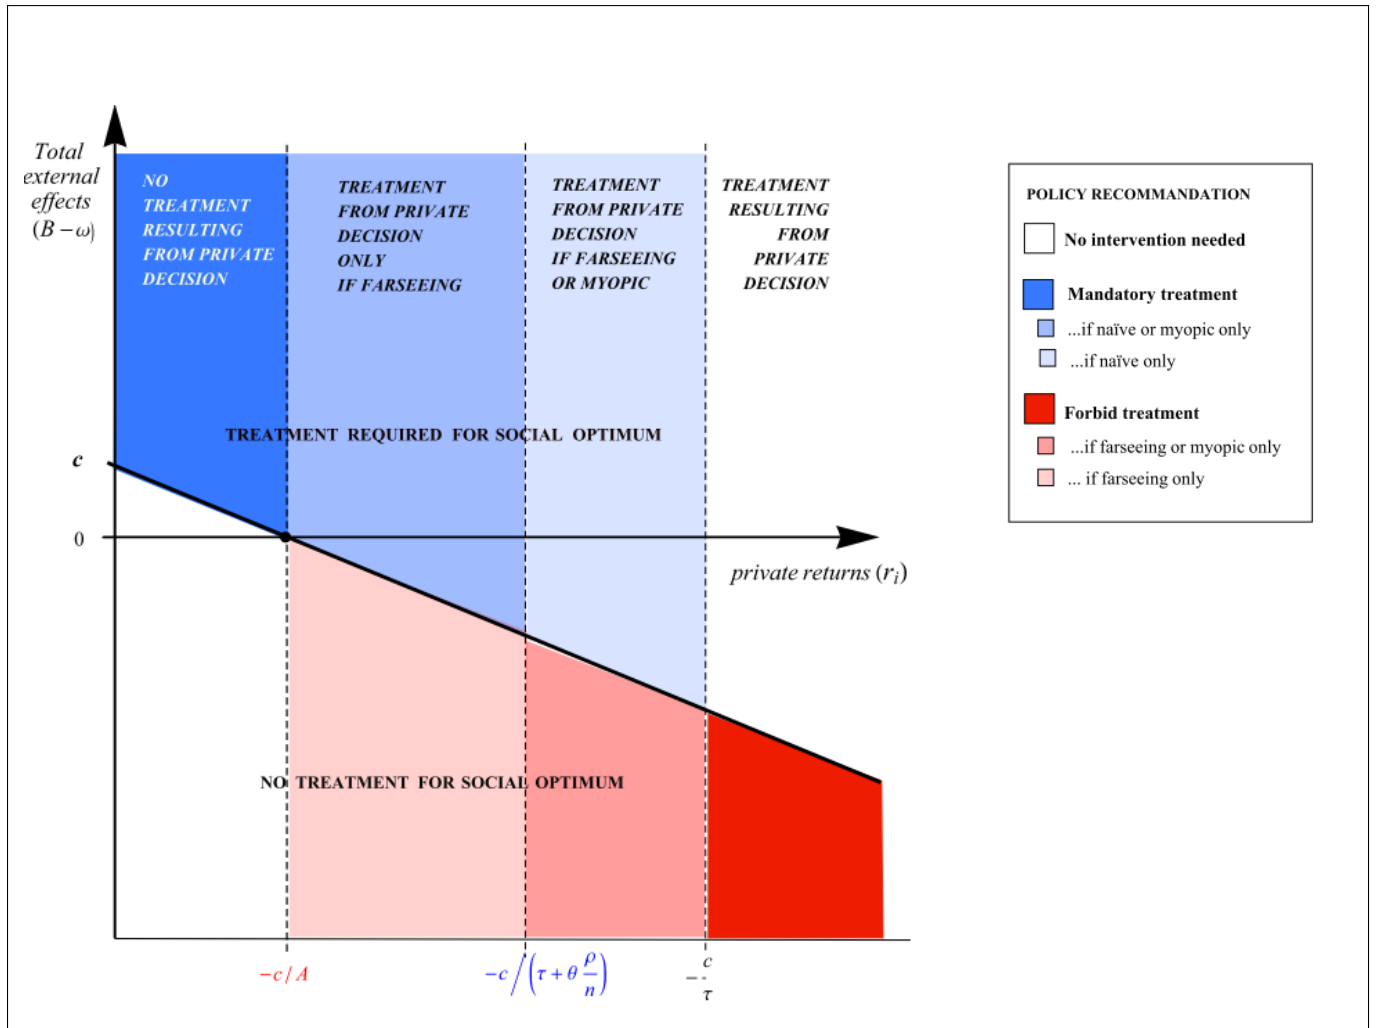 Total
external
effects
(B − ω)
NO
TREATMENT
RESULTING
FROM PRIVATE
DECISION
TREATMENT
FROM PRIVATE
DECISION
ONLY
IF FARSEEING
TREATMENT
FROM PRIVATE
DECISION
IF FARSEEING
OR MYOPIC
TREATMENT
RESULTING
FROM
PRIVATE
DECISION
TREATMENT REQUIRED FOR SOCIAL OPTIMUM
c
0
private returns (r_i)
NO TREATMENT FOR SOCIAL OPTIMUM
−c / A
−c / (τ + θ ρ/n)
− c/τ
POLICY RECOMMANDATION
No intervention needed
Mandatory treatment
...if naïve or myopic only
...if naïve only
Forbid treatment
...if farseeing or myopic only
... if farseeing only